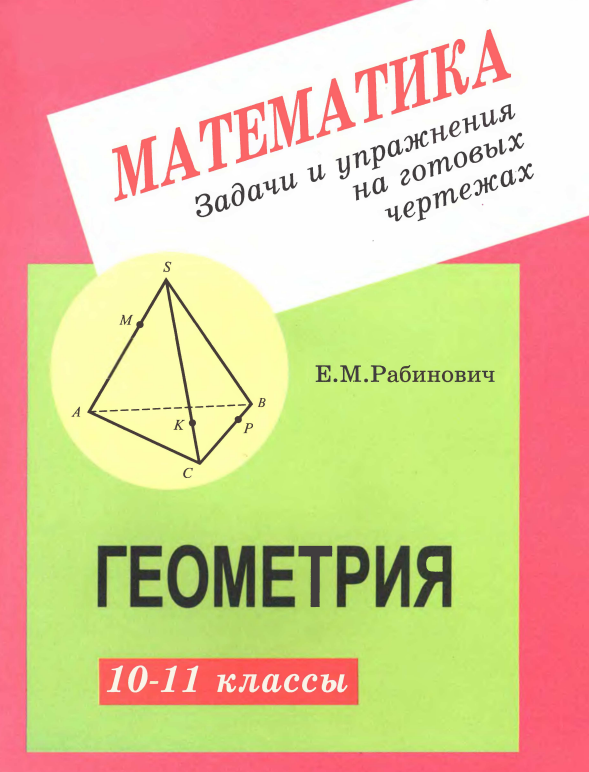 МАТЕМАТИКА
Задачи и упражнения
на готовых
чертежах
S
M
A
B
K
P
C
Е.М.Рабинович
ГЕОМЕТРИЯ
10-11 классы